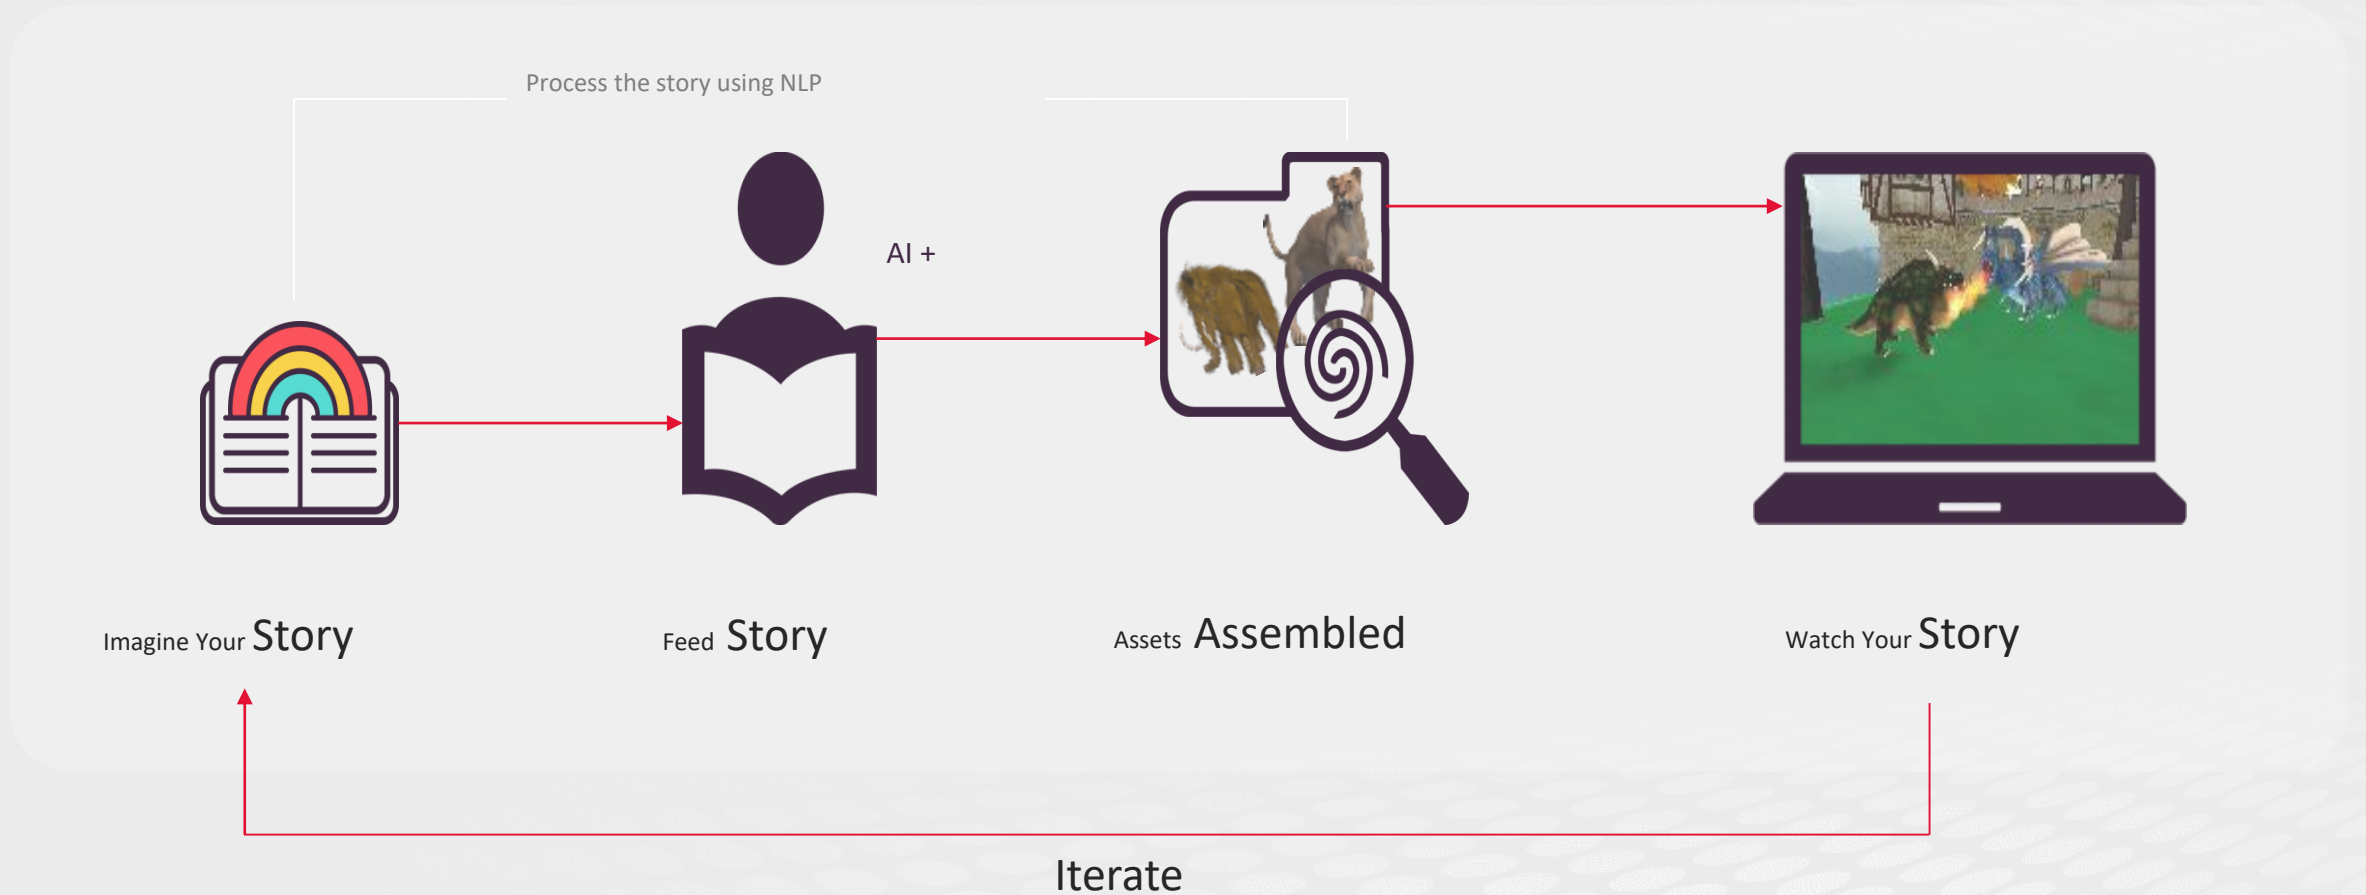 Process the story using NLP
AI +
Imagine Your Story
Feed Story
Assets Assembled
Watch Your Story
Iterate